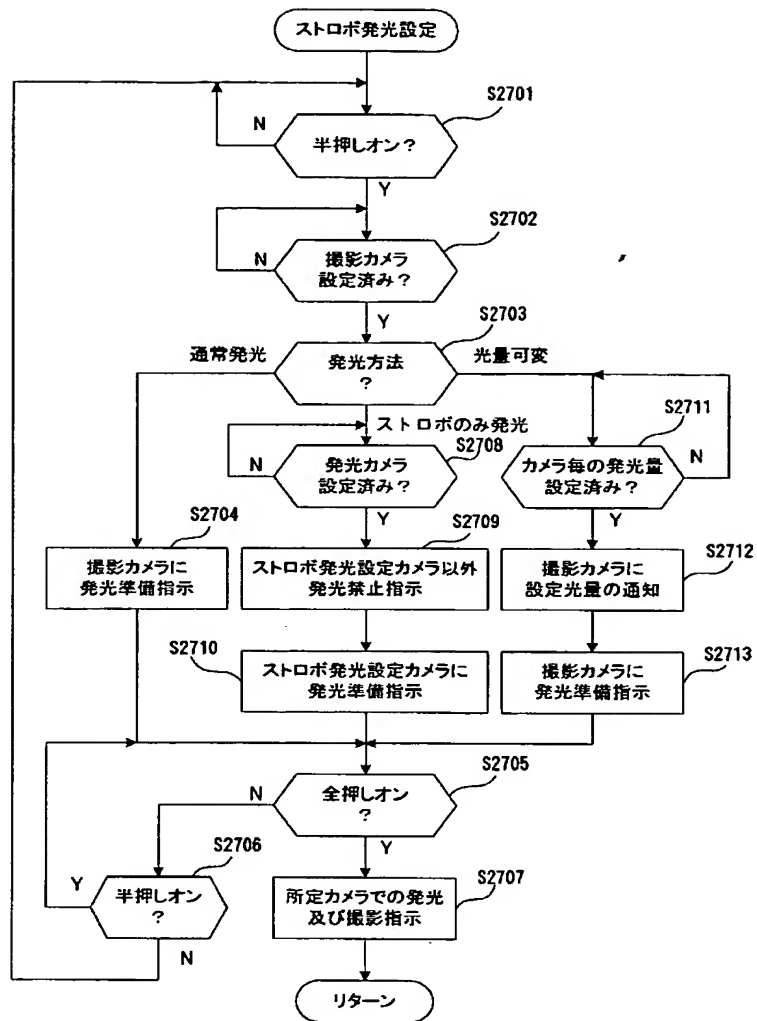 ストロボ発光設定
S2701
N
半押しオン?
Y
S2702
N
撮影カメラ
設定済み?
Y
S2703
通常発光
発光方法
?
光量可変
ストロボのみ発光
S2708
N
発光カメラ
設定済み?
Y
S2711
カメラ毎の発光量
設定済み?
N
Y
S2704
撮影カメラに
発光準備指示
S2709
ストロボ発光設定カメラ以外
発光禁止指示
撮影カメラに
設定光量の通知
S2712
S2710
ストロボ発光設定カメラに
発光準備指示
撮影カメラに
発光準備指示
S2713
S2705
N
全押しオン
?
Y
S2706
Y
半押しオン
?
N
S2707
所定カメラでの発光
及び撮影指示
リターン